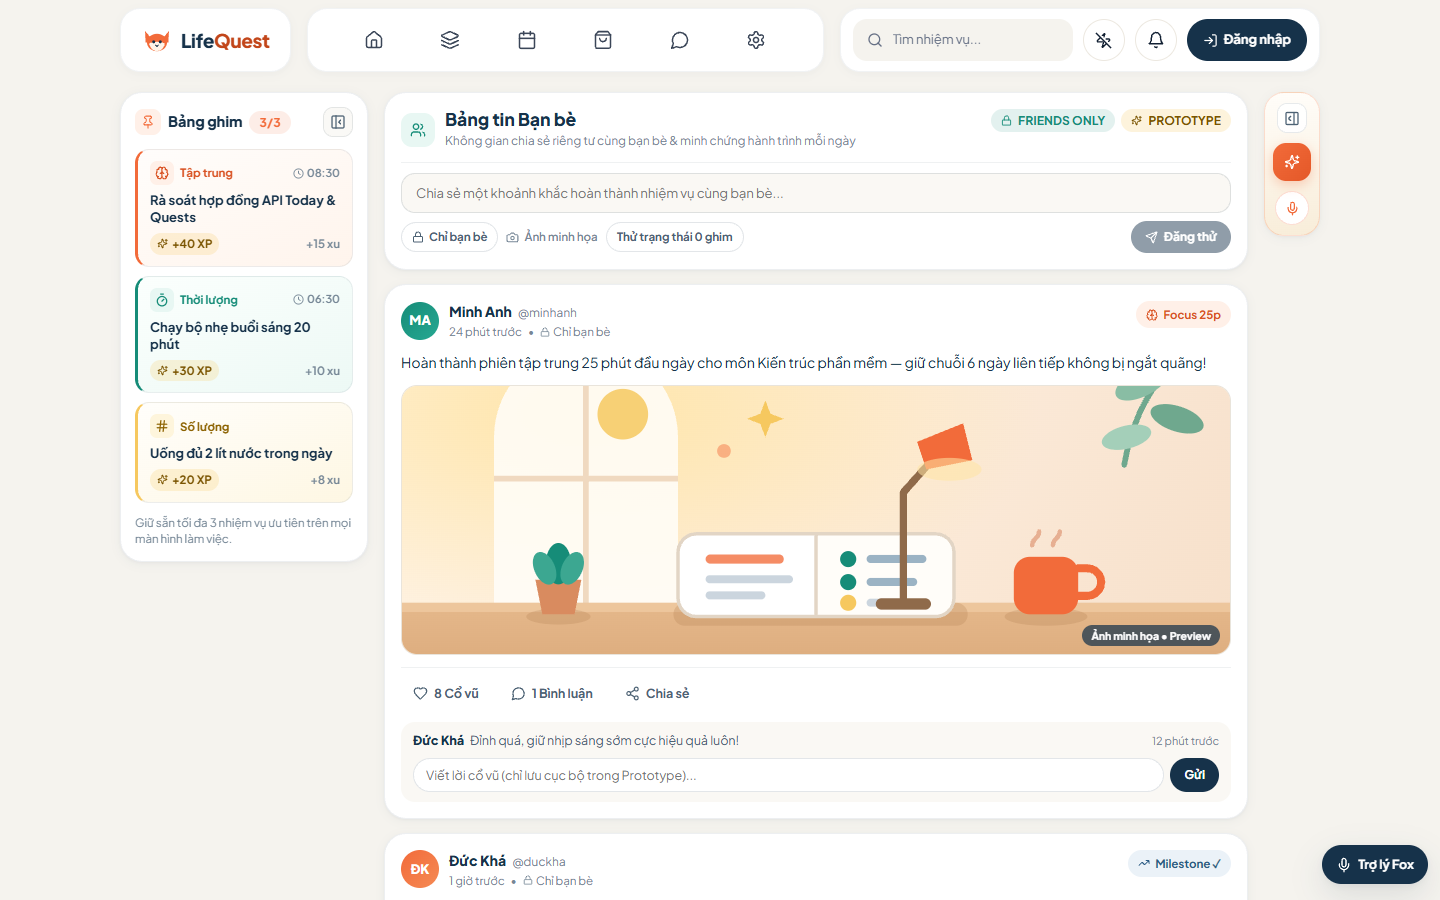 LifeQuest
Tìm nhiệm vụ...
Đăng nhập
Bảng ghim 3/3
Tập trung 08:30
Rà soát hợp đồng API Today &
Quests
+40 XP +15 xu
Thời lượng 06:30
Chạy bộ nhẹ buổi sáng 20
phút
+30 XP +10 xu
Số lượng
Uống đủ 2 lít nước trong ngày
+20 XP +8 xu
Giữ sẵn tối đa 3 nhiệm vụ ưu tiên trên mọi
màn hình làm việc.
Bảng tin Bạn bè
Không gian chia sẻ riêng tư cùng bạn bè & minh chứng hành trình mỗi ngày
FRIENDS ONLY PROTOTYPE
Chia sẻ một khoảnh khắc hoàn thành nhiệm vụ cùng bạn bè...
Chỉ bạn bè Ảnh minh họa Thử trạng thái 0 ghim Đăng thử
MA Minh Anh @minhanh
24 phút trước • Chỉ bạn bè
Focus 25p
Hoàn thành phiên tập trung 25 phút đầu ngày cho môn Kiến trúc phần mềm — giữ chuỗi 6 ngày liên tiếp không bị ngắt quãng!
Ảnh minh họa • Preview
8 Cổ vũ 1 Bình luận Chia sẻ
Đức Khá Đỉnh quá, giữ nhịp sáng sớm cực hiệu quả luôn! 12 phút trước
Viết lời cổ vũ (chỉ lưu cục bộ trong Prototype)... Gửi
ĐK Đức Khá @duckha
1 giờ trước • Chỉ bạn bè
Milestone ✓
Trợ lý Fox